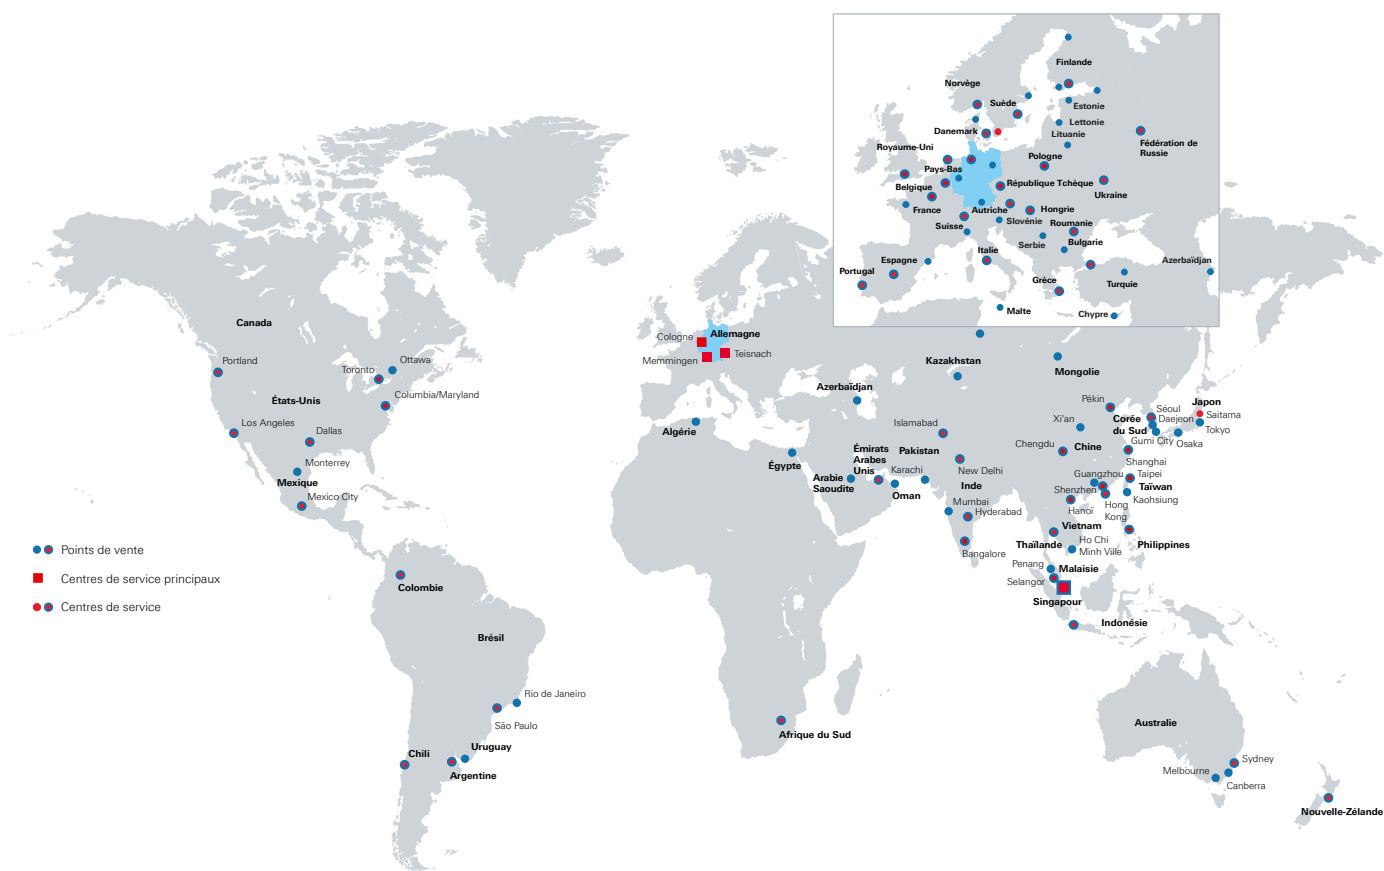 Finlande
Norvège
Suède
Estonie
Danemark
Lettonie
Lituanie
Fédération de
Russie
Royaume-Uni
Pologne
Pays-Bas
Belgique
République Tchèque
Ukraine
France
Autriche
Hongrie
Suisse
Slovénie
Roumanie
Serbie
Bulgarie
Italie
Espagne
Azerbaïdjan
Portugal
Grèce
Turquie
Malte
Chypre
Canada
Portland
Toronto
Ottawa
États-Unis
Columbia/Maryland
Los Angeles
Dallas
Monterrey
Mexique
Mexico City
Cologne
Allemagne
Memmingen
Teisnach
Kazakhstan
Mongolie
Azerbaïdjan
Algérie
Égypte
Arabie
Saoudite
Émirats
Arabes
Unis
Oman
Islamabad
Pakistan
Karachi
New Delhi
Inde
Mumbai
Hyderabad
Bangalore
Pékin
Xi'an
Chengdu
Chine
Corée
du Sud
Séoul
Daejeon
Gumi City
Japon
Saitama
Tokyo
Osaka
Shanghai
Guangzhou
Taipei
Shenzhen
Taïwan
Kaohsiung
Hong
Kong
Hanoï
Vietnam
Thaïlande
Ho Chi
Minh Ville
Philippines
Penang
Malaisie
Selangor
Singapour
Indonésie
Points de vente
Centres de service principaux
Centres de service
Colombie
Brésil
Rio de Janeiro
São Paulo
Chili
Uruguay
Argentine
Afrique du Sud
Australie
Melbourne
Sydney
Canberra
Nouvelle-Zélande